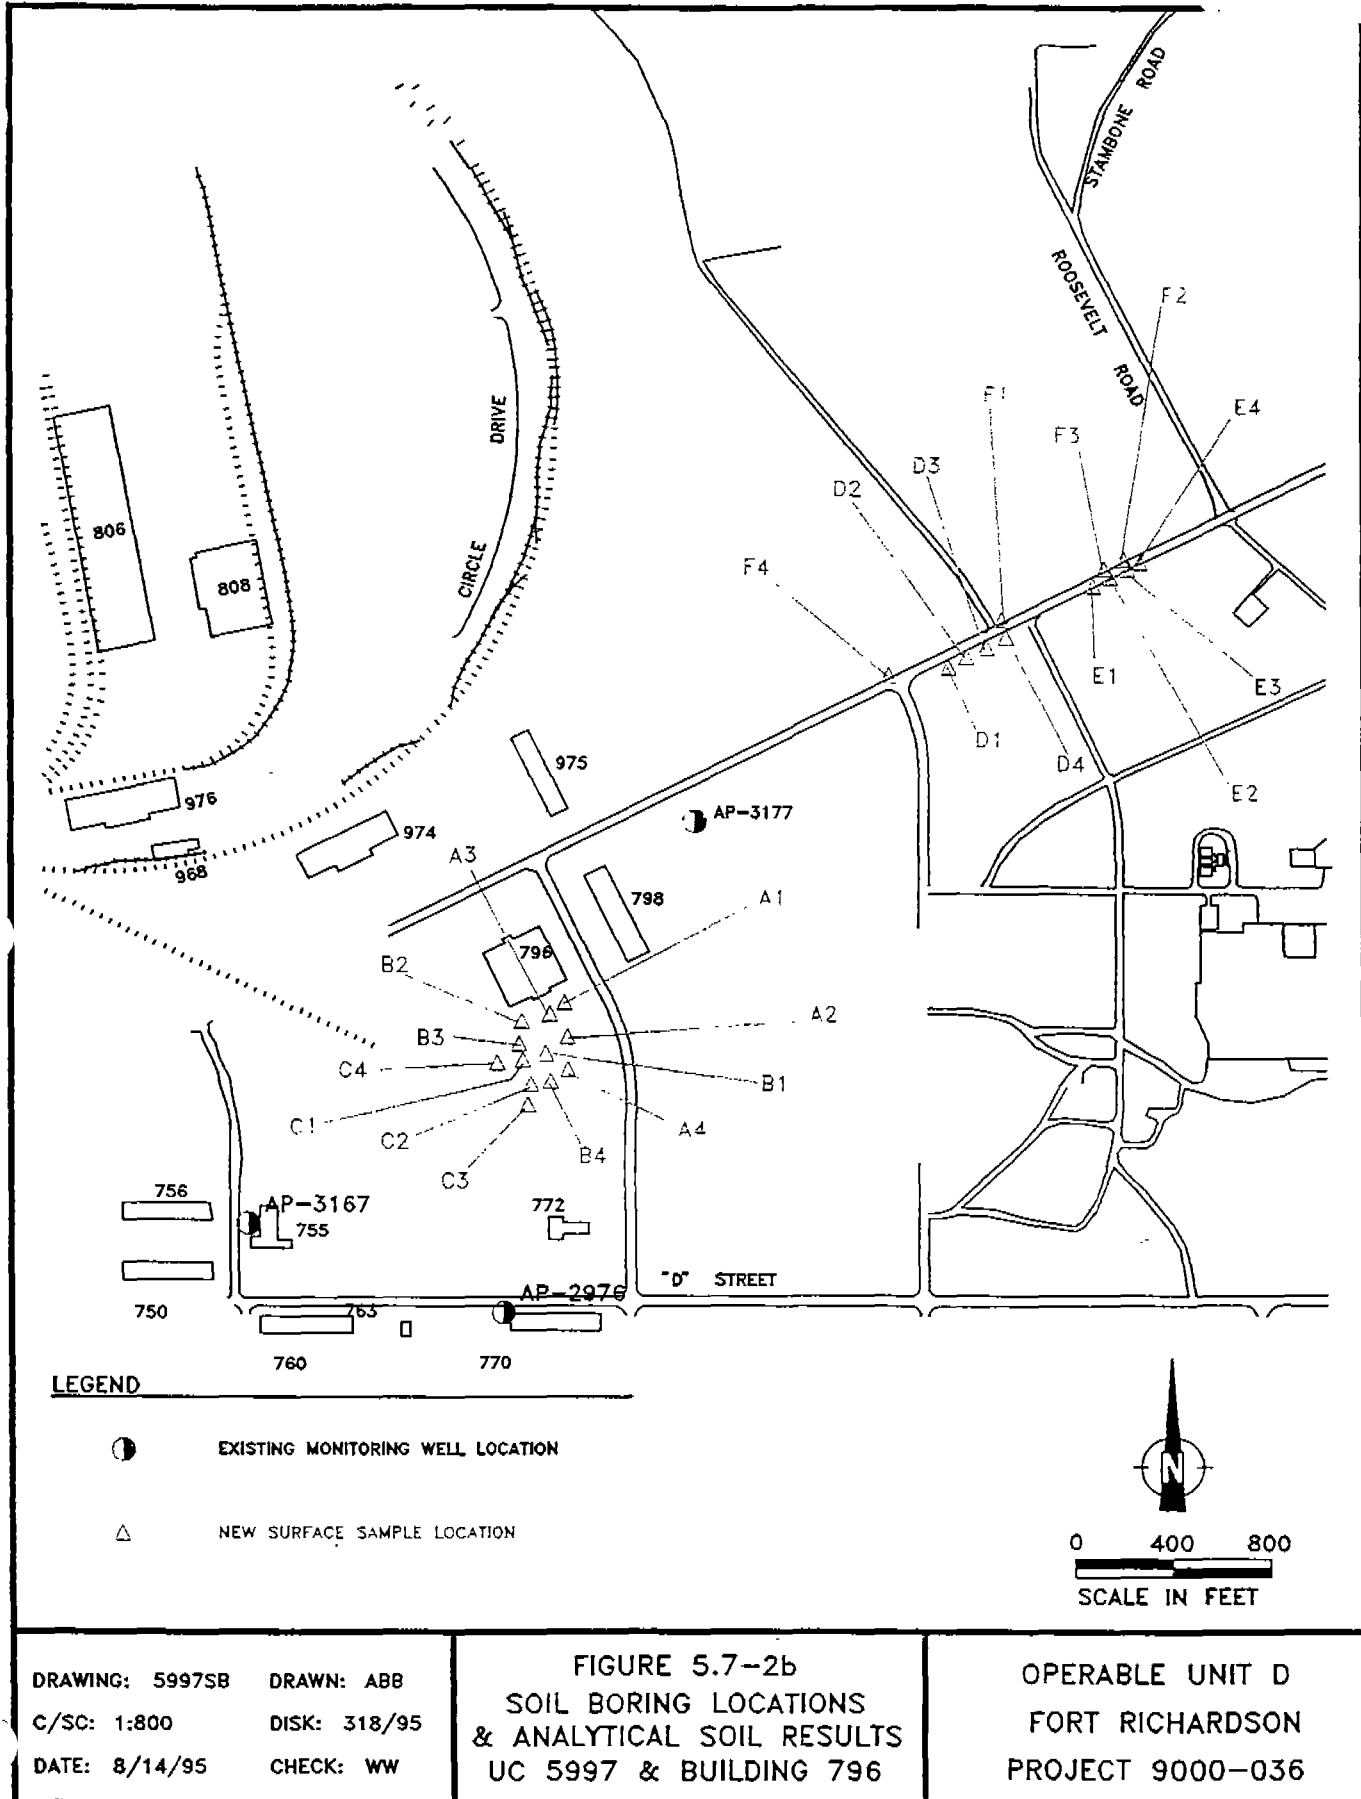 STAMBONE ROAD
ROOSEVELT ROAD
F2
F1
E4
F3
D3
D2
F4
DRIVE
CIRCLE
806
808
E1
E3
D1
D4
E2
975
976
974
968
AP-3177
A3
798
A1
796
B2
A2
B3
C4
B1
C1
C2
A4
B4
C3
756
AP-3167
755
772
"D" STREET
AP-2976
750
763
760
770
LEGEND
EXISTING MONITORING WELL LOCATION
NEW SURFACE SAMPLE LOCATION
N
0 400 800
SCALE IN FEET
DRAWING: 5997SB DRAWN: ABB
C/SC: 1:800 DISK: 318/95
DATE: 8/14/95 CHECK: WW
FIGURE 5.7-2b
SOIL BORING LOCATIONS
& ANALYTICAL SOIL RESULTS
UC 5997 & BUILDING 796
OPERABLE UNIT D
FORT RICHARDSON
PROJECT 9000-036